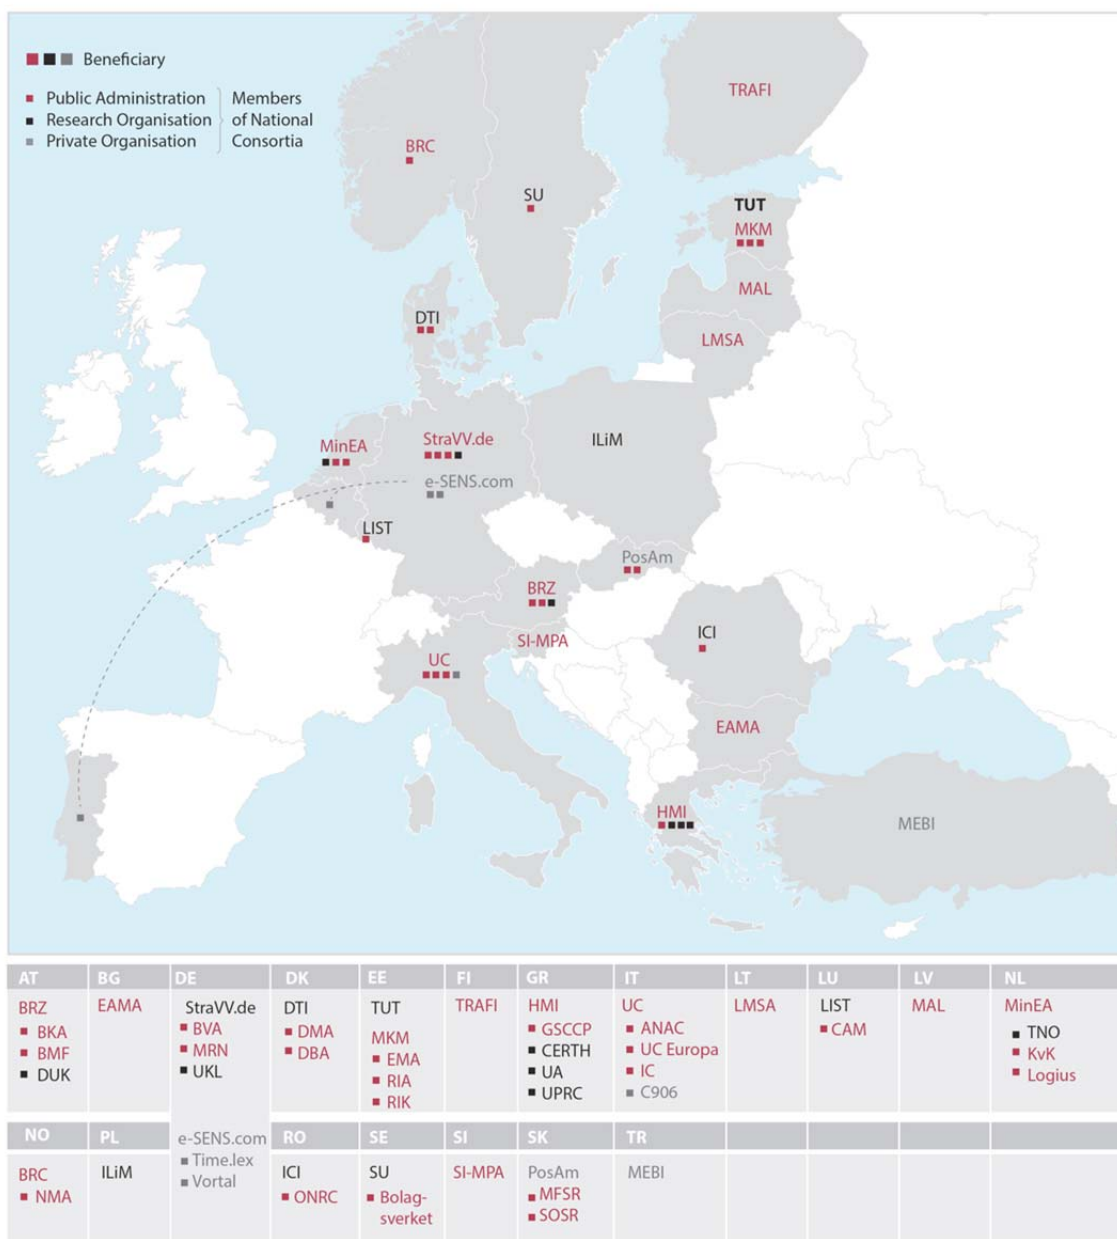 Beneficiary
Public Administration
Research Organisation
Private Organisation
Members
of National
Consortia
TRAFI
BRC
SU
TUT
MKM
MAL
DTI
LMSA
MinEA
StraVV.de
ILiM
e-SENS.com
LIST
PosAm
BRZ
ICI
SI-MPA
UC
EAMA
HMI
MEBI
AT BG DE DK EE FI GR IT LT LU LV NL
BRZ
BKA
BMF
DUK
EAMA
StraVV.de
BVA
MRN
UKL
DTI
DMA
DBA
TUT
MKM
EMA
RIA
RIK
TRAFI
HMI
GSCCP
CERTH
UA
UPRC
UC
ANAC
UC Europa
IC
C906
LMSA
LIST
CAM
MAL
MinEA
TNO
KvK
Logius
NO PL RO SE SI SK TR
BRC
NMA
ILiM
e-SENS.com
Time.lex
Vortal
ICI
ONRC
SU
Bolag-
sverket
SI-MPA
PosAm
MFSR
SOSR
MEBI